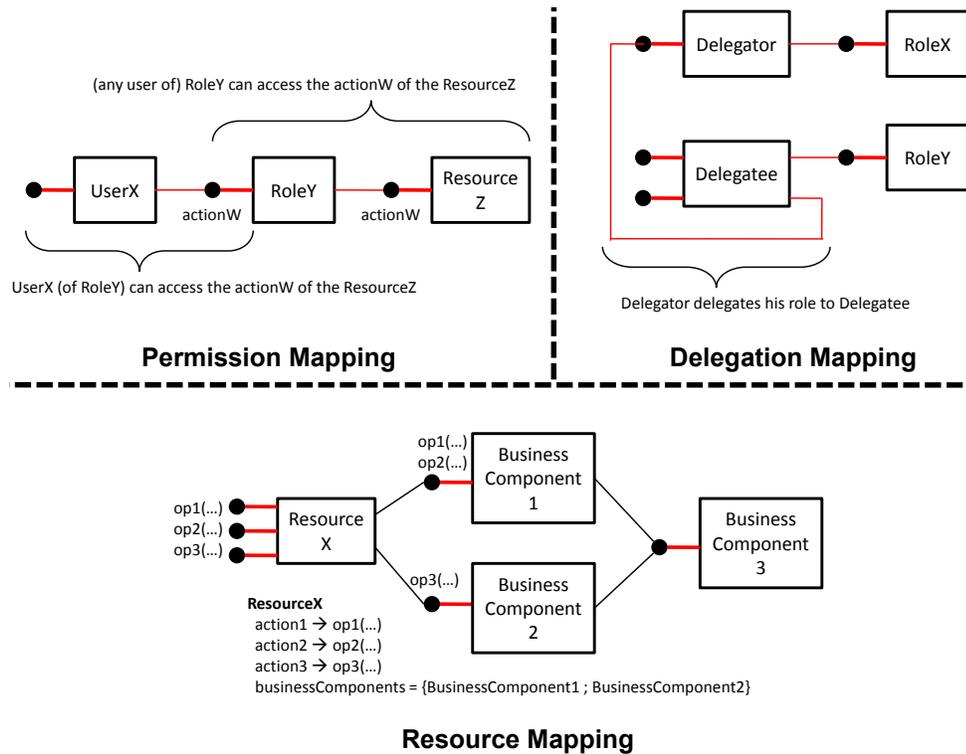 (any user of) RoleY can access the actionW of the ResourceZ
UserX
RoleY
Resource
Z
actionW
actionW
UserX (of RoleY) can access the actionW of the ResourceZ
Permission Mapping
Delegator
RoleX
Delegatee
RoleY
Delegator delegates his role to Delegatee
Delegation Mapping
op1(...)
op2(...)
op3(...)
Resource
X
op1(...)
op2(...)
Business
Component
1
op3(...)
Business
Component
2
Business
Component
3
ResourceX
action1 → op1(...)
action2 → op2(...)
action3 → op3(...)
businessComponents = {BusinessComponent1 ; BusinessComponent2}
Resource Mapping